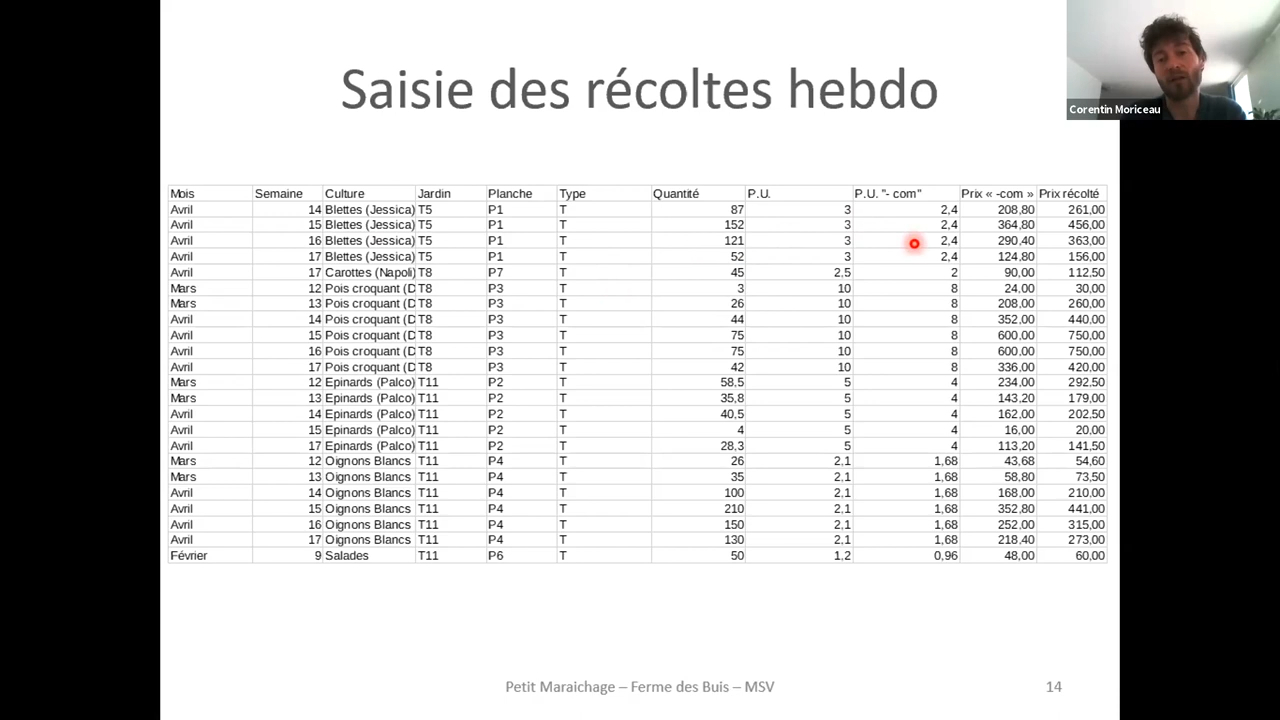 Saisie des récoltes hebdo
Corentin Moriceau
Mois Semaine Culture Jardin Planche Type Quantité P.U. P.U. "- com" Prix « -com » Prix récolté
Avril 14 Blettes (Jessica) T5 P1 T 87 3 2,4 208,80 261,00
Avril 15 Blettes (Jessica) T5 P1 T 152 3 2,4 364,80 456,00
Avril 16 Blettes (Jessica) T5 P1 T 121 3 2,4 290,40 363,00
Avril 17 Blettes (Jessica) T5 P1 T 52 3 2,4 124,80 156,00
Avril 17 Carottes (Napoli) T8 P7 T 45 2,5 2 90,00 112,50
Mars 12 Pois croquant (D T8 P3 T 3 10 8 24,00 30,00
Mars 13 Pois croquant (D T8 P3 T 26 10 8 208,00 260,00
Avril 14 Pois croquant (D T8 P3 T 44 10 8 352,00 440,00
Avril 15 Pois croquant (D T8 P3 T 75 10 8 600,00 750,00
Avril 16 Pois croquant (D T8 P3 T 75 10 8 600,00 750,00
Avril 17 Pois croquant (D T8 P3 T 42 10 8 336,00 420,00
Mars 12 Epinards (Palco) T11 P2 T 58,5 5 4 234,00 292,50
Mars 13 Epinards (Palco) T11 P2 T 35,8 5 4 143,20 179,00
Avril 14 Epinards (Palco) T11 P2 T 40,5 5 4 162,00 202,50
Avril 15 Epinards (Palco) T11 P2 T 4 5 4 16,00 20,00
Avril 17 Epinards (Palco) T11 P2 T 28,3 5 4 113,20 141,50
Mars 12 Oignons Blancs T11 P4 T 26 2,1 1,68 43,68 54,60
Mars 13 Oignons Blancs T11 P4 T 35 2,1 1,68 58,80 73,50
Avril 14 Oignons Blancs T11 P4 T 100 2,1 1,68 168,00 210,00
Avril 15 Oignons Blancs T11 P4 T 210 2,1 1,68 352,80 441,00
Avril 16 Oignons Blancs T11 P4 T 150 2,1 1,68 252,00 315,00
Avril 17 Oignons Blancs T11 P4 T 130 2,1 1,68 218,40 273,00
Février 9 Salades T11 P6 T 50 1,2 0,96 48,00 60,00
Petit Maraichage – Ferme des Buis – MSV 14